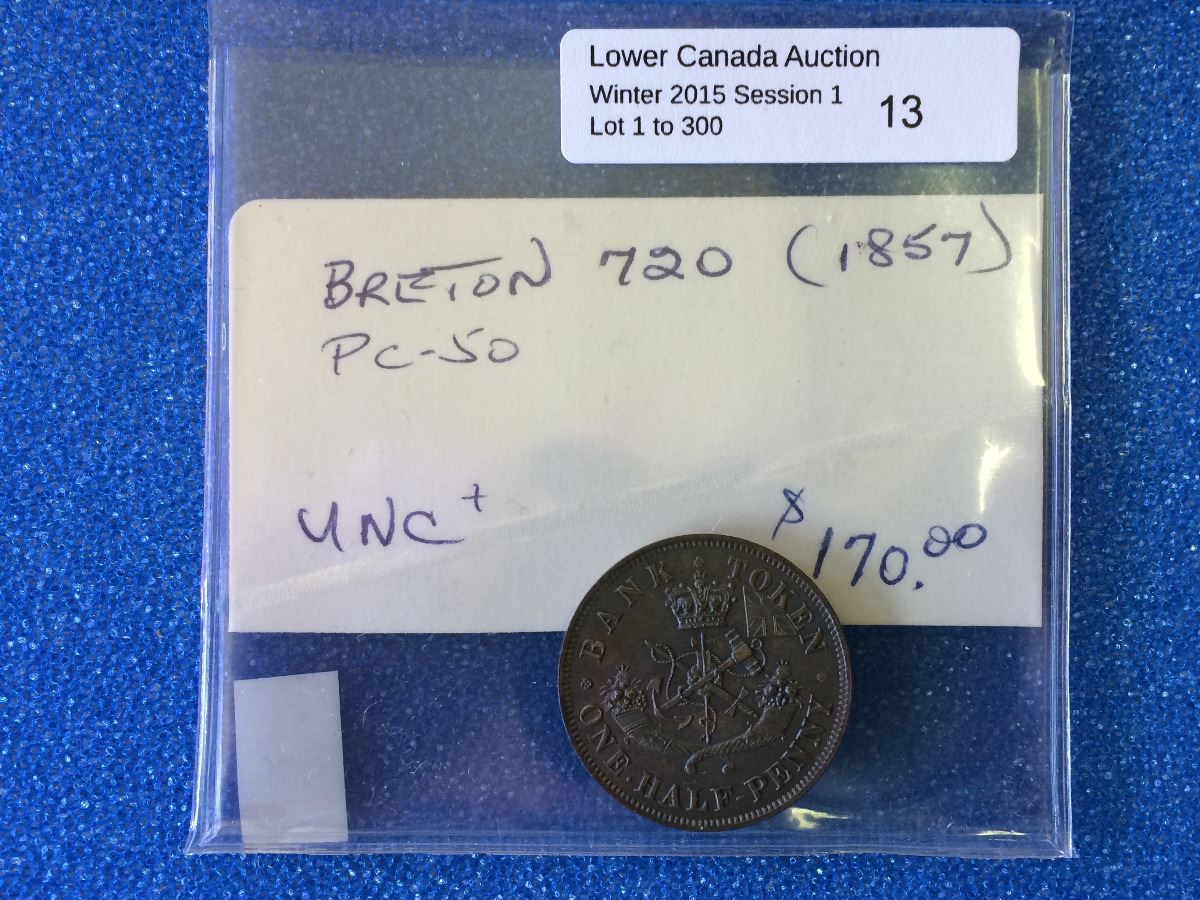 Lower Canada Auction
Winter 2015 Session 1
Lot 1 to 300
13
BRETON 720 (1857)
PC-50
UNC+
$170.00
BANK TOKEN
ONE·HALF-PENNY